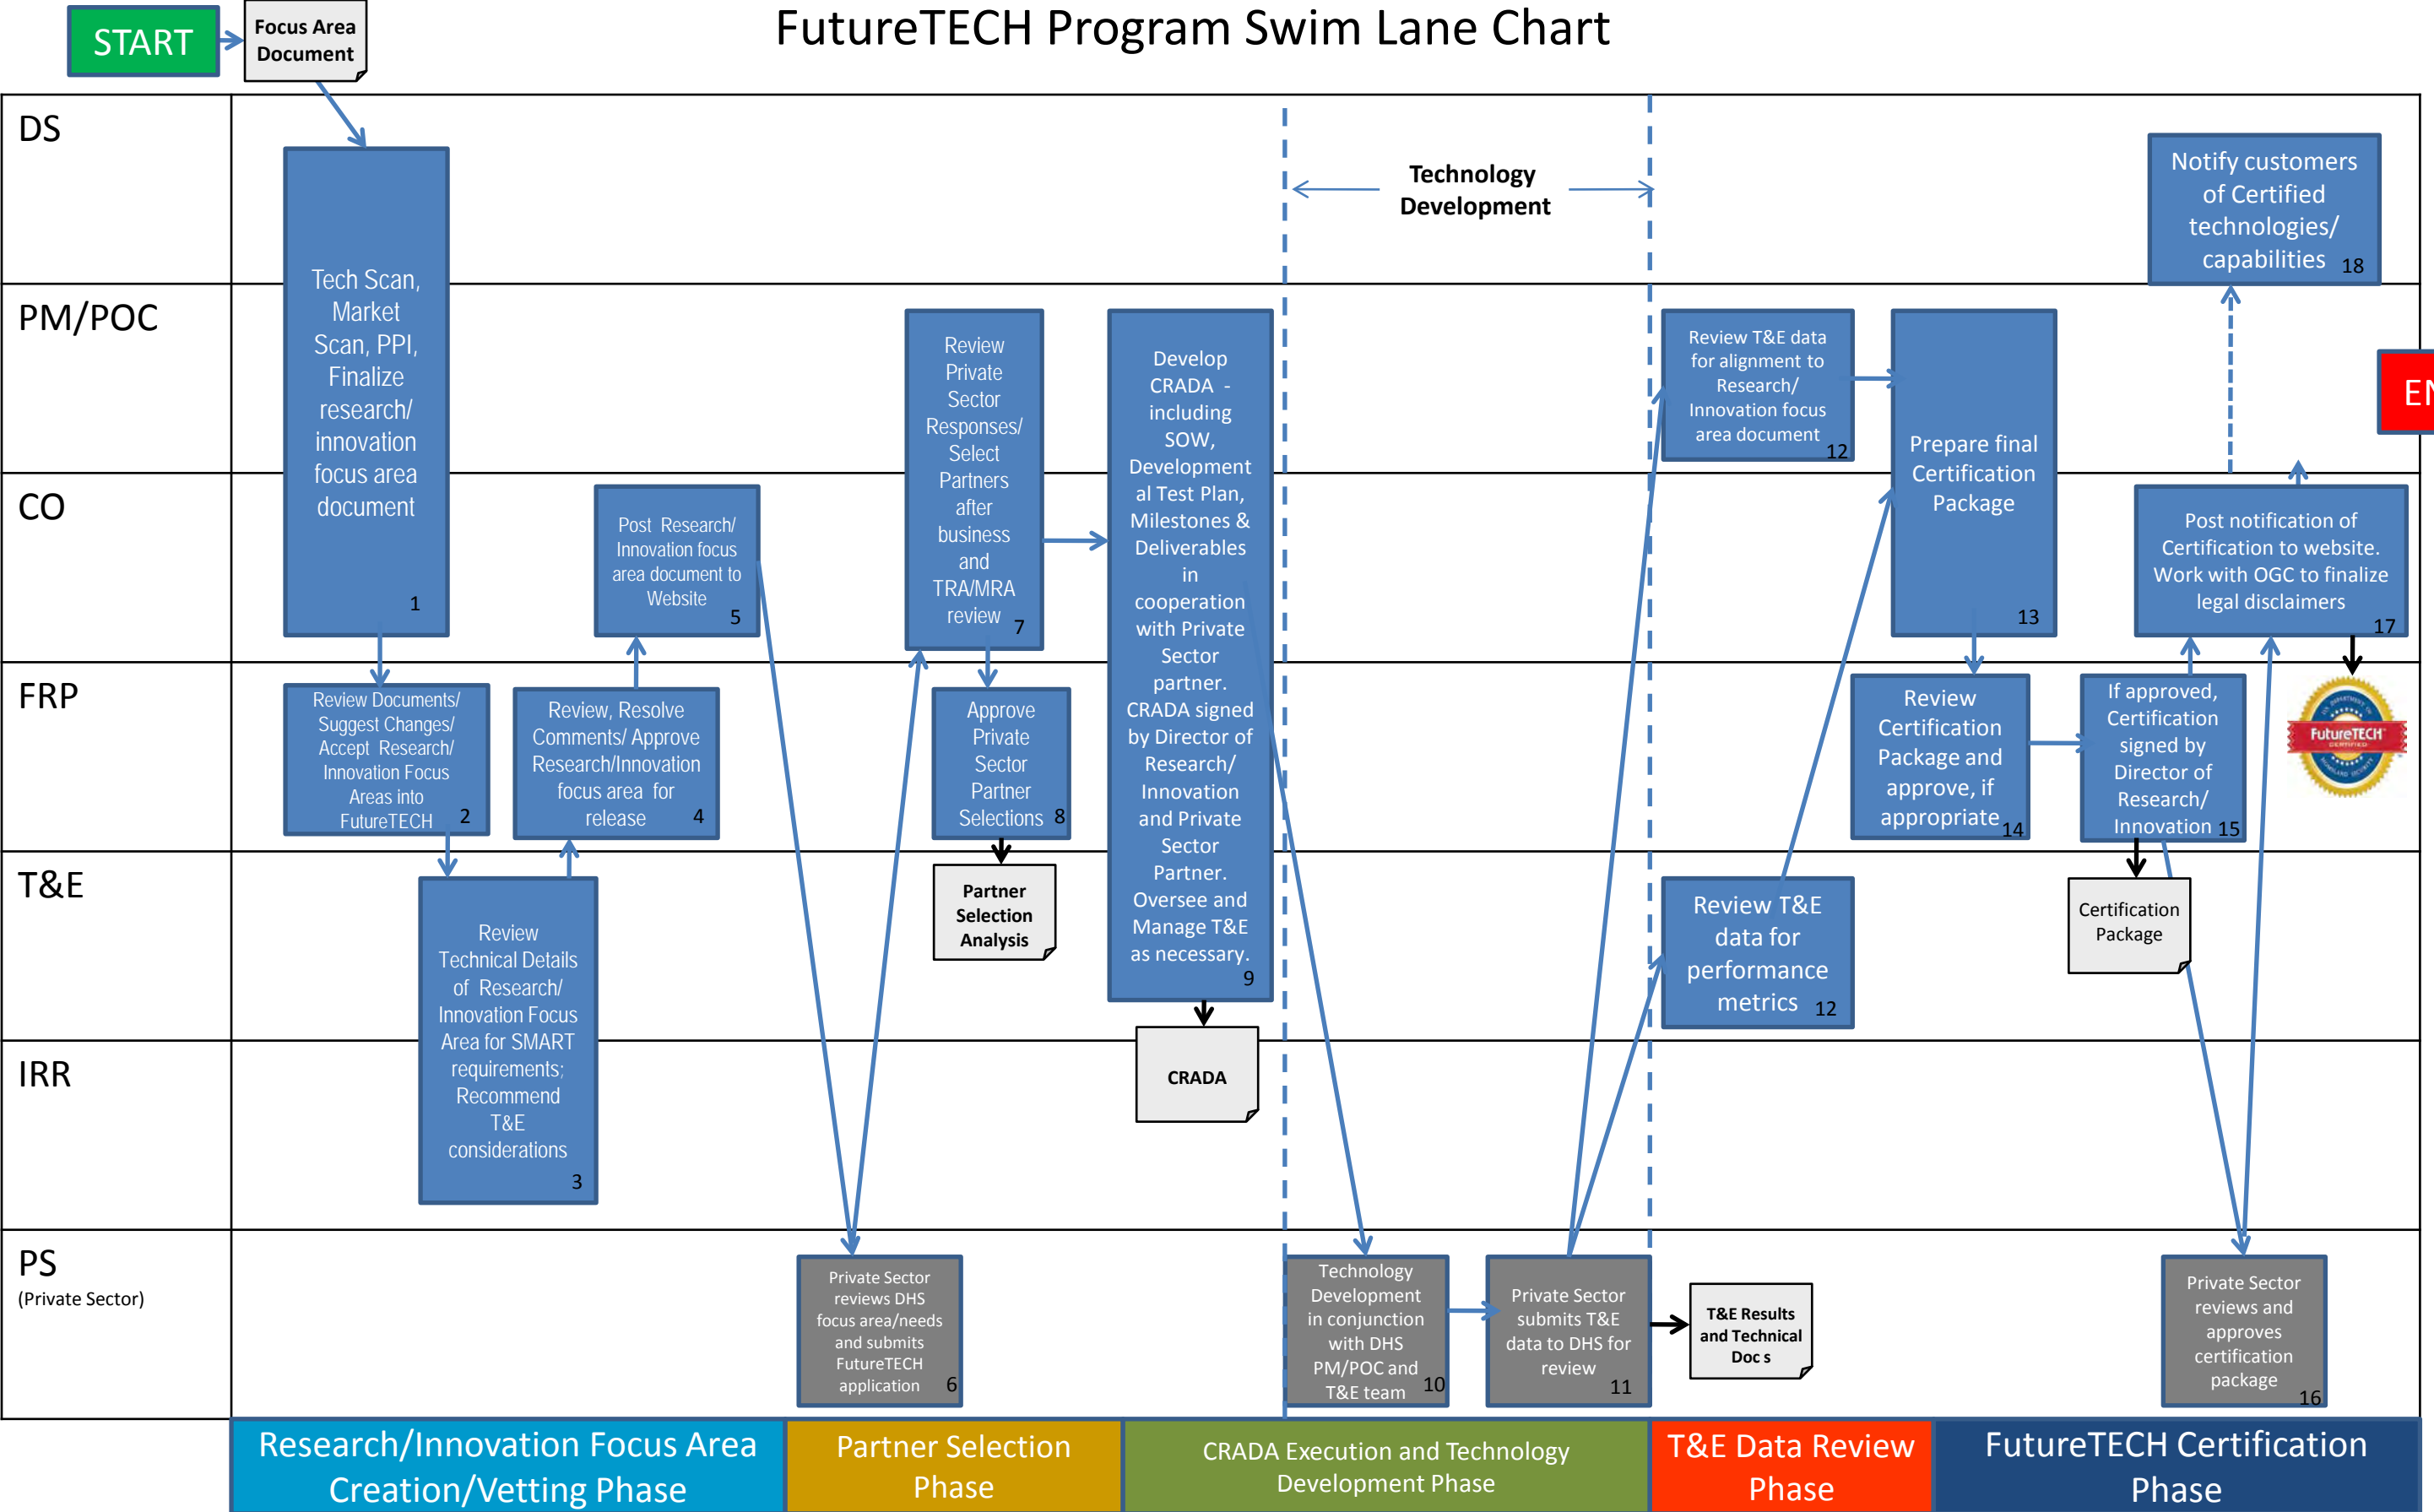 FutureTECH Program Swim Lane Chart
START
Focus Area
Document
DS
Technology
Development
Notify customers
of Certified
technologies/
capabilities 18
Tech Scan,
Market
Scan, PPI,
Finalize
research/
innovation
focus area
document
1
PM/POC
Review
Private
Sector
Responses/
Select
Partners
after
business
and
TRA/MRA
review 7
Develop
CRADA -
including
SOW,
Development
al Test Plan,
Milestones &
Deliverables
in
cooperation
with Private
Sector
partner.
CRADA signed
by Director of
Research/
Innovation
and Private
Sector
Partner.
Oversee and
Manage T&E
as necessary.
9
Review T&E data
for alignment to
Research/
Innovation focus
area document
12
Prepare final
Certification
Package
13
EN
CO
Post Research/
Innovation focus
area document to
Website
5
Post notification of
Certification to website.
Work with OGC to finalize
legal disclaimers
17
FRP
Review Documents/
Suggest Changes/
Accept Research/
Innovation Focus
Areas into
FutureTECH 2
Review, Resolve
Comments/ Approve
Research/Innovation
focus area for
release 4
Approve
Private
Sector
Partner
Selections 8
Review
Certification
Package and
approve, if
appropriate 14
If approved,
Certification
signed by
Director of
Research/
Innovation 15
FutureTECH
CERTIFIED
T&E
Review
Technical Details
of Research/
Innovation Focus
Area for SMART
requirements;
Recommend
T&E
considerations
3
Partner
Selection
Analysis
Review T&E
data for
performance
metrics 12
Certification
Package
IRR
CRADA
PS
(Private Sector)
Private Sector
reviews DHS
focus area/needs
and submits
FutureTECH
application 6
Technology
Development
in conjunction
with DHS
PM/POC and
T&E team 10
Private Sector
submits T&E
data to DHS for
review
11
T&E Results
and Technical
Doc s
Private Sector
reviews and
approves
certification
package
16
Research/Innovation Focus Area
Creation/Vetting Phase
Partner Selection
Phase
CRADA Execution and Technology
Development Phase
T&E Data Review
Phase
FutureTECH Certification
Phase